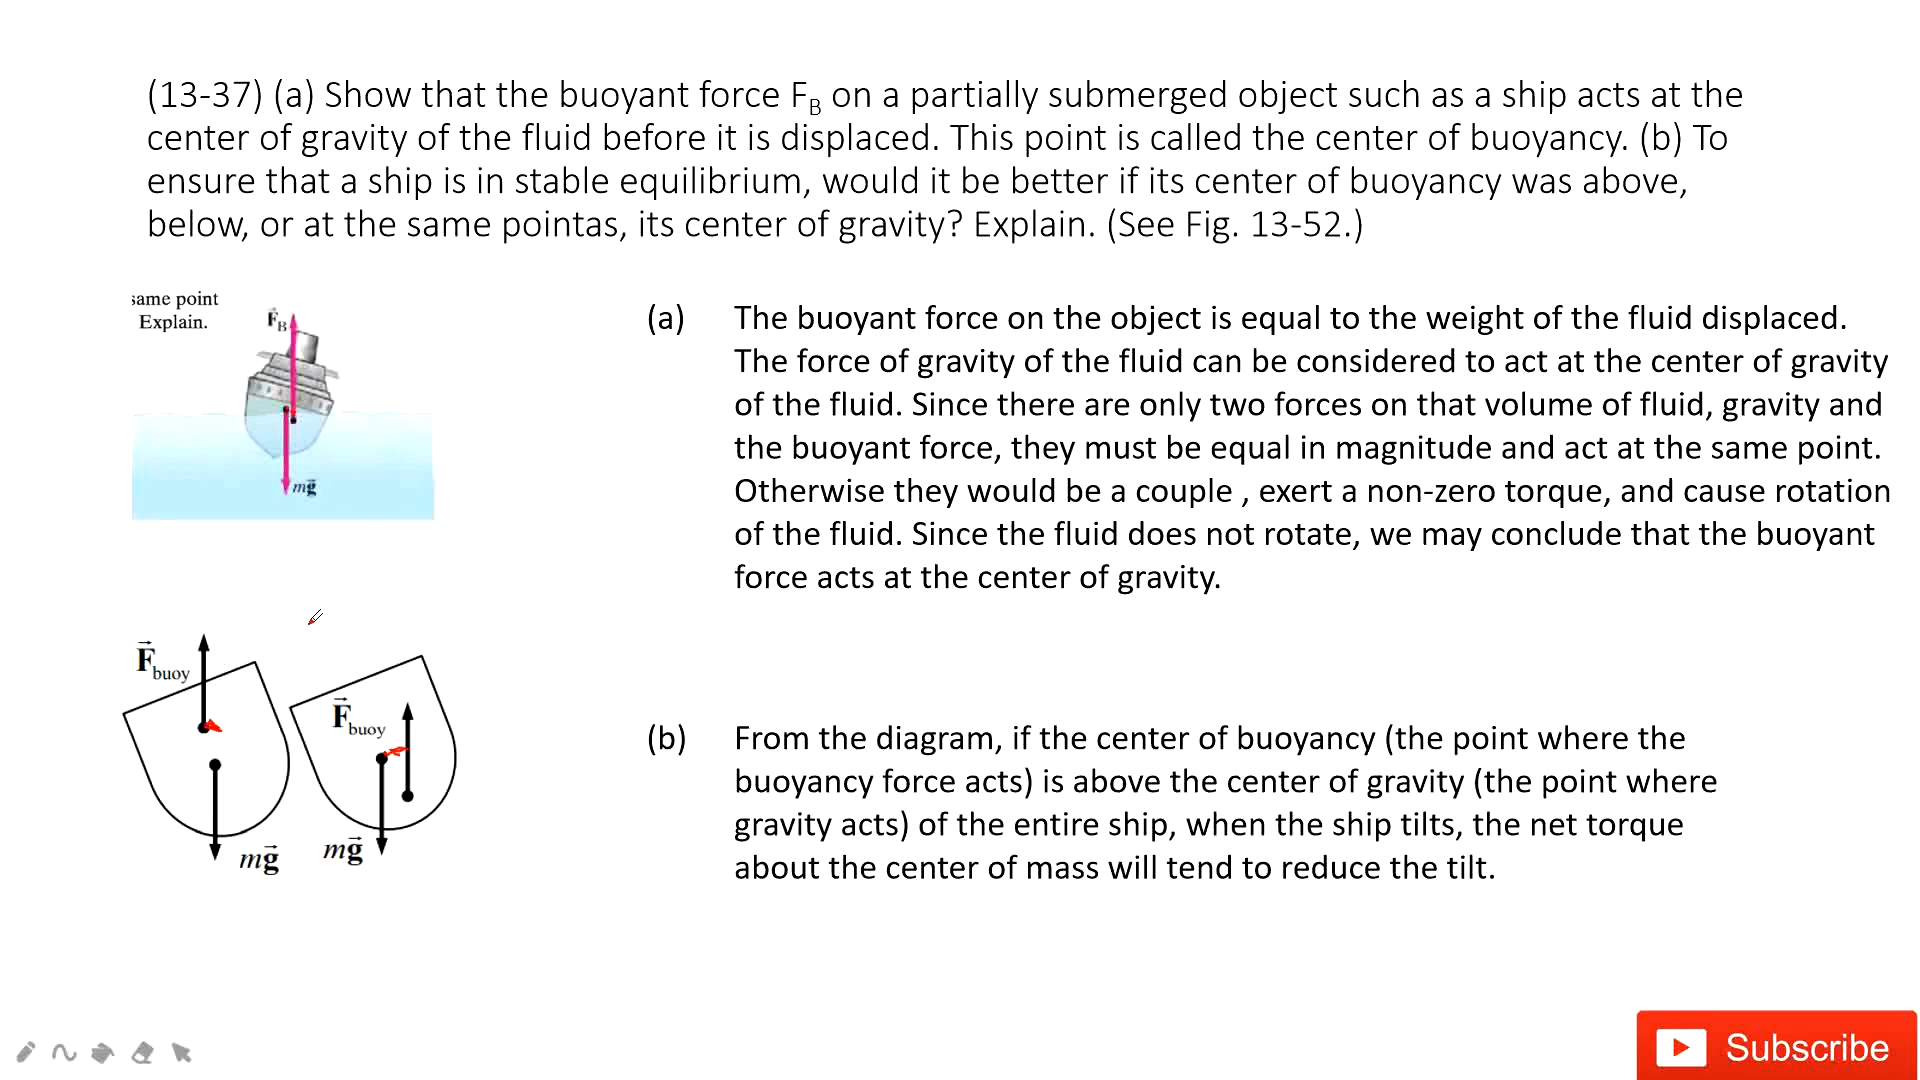 (13-37) (a) Show that the buoyant force FB on a partially submerged object such as a ship acts at the
center of gravity of the fluid before it is displaced. This point is called the center of buoyancy. (b) To
ensure that a ship is in stable equilibrium, would it be better if its center of buoyancy was above,
below, or at the same pointas, its center of gravity? Explain. (See Fig. 13-52.)
same point
Explain.
F⃗B
mg⃗
(a) The buoyant force on the object is equal to the weight of the fluid displaced.
The force of gravity of the fluid can be considered to act at the center of gravity
of the fluid. Since there are only two forces on that volume of fluid, gravity and
the buoyant force, they must be equal in magnitude and act at the same point.
Otherwise they would be a couple , exert a non-zero torque, and cause rotation
of the fluid. Since the fluid does not rotate, we may conclude that the buoyant
force acts at the center of gravity.
F⃗buoy
mg⃗
F⃗buoy
mg⃗
(b) From the diagram, if the center of buoyancy (the point where the
buoyancy force acts) is above the center of gravity (the point where
gravity acts) of the entire ship, when the ship tilts, the net torque
about the center of mass will tend to reduce the tilt.
Subscribe